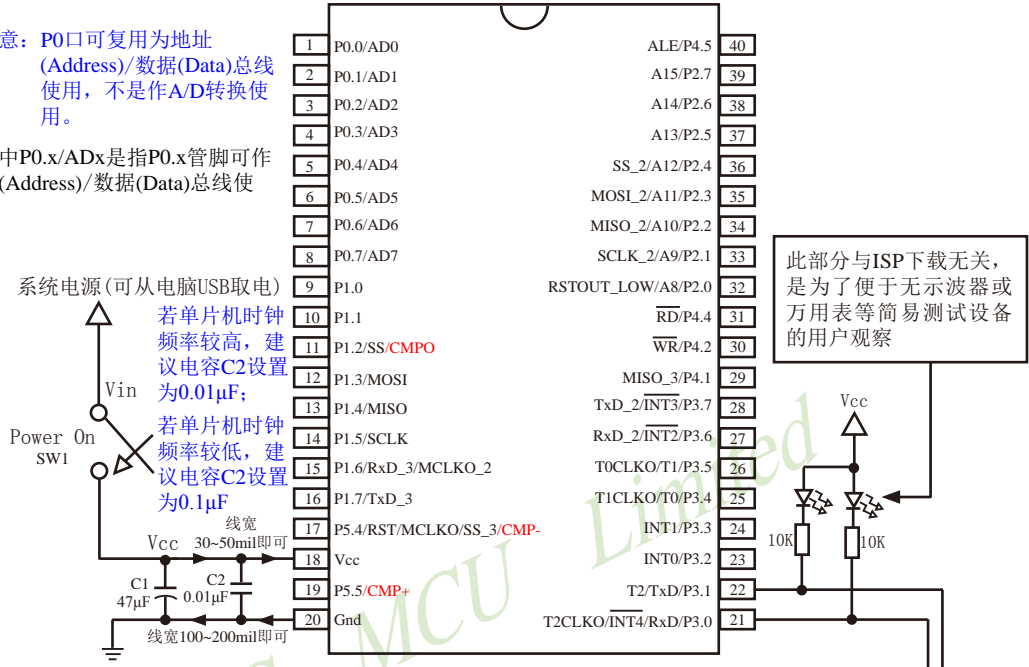 意：P0口可复用为地址
(Address)/数据(Data)总线
使用，不是作A/D转换使
用。
中P0.x/ADx是指P0.x管脚可作
(Address)/数据(Data)总线使
系统电源(可从电脑USB取电)
若单片机时钟
频率较高，建
议电容C2设置
为0.01μF;
若单片机时钟
频率较低，建
议电容C2设置
为0.1μF
Vin
Power On
SW1
线宽
Vcc 30~50mil即可
C1
47μF
C2
0.01μF
线宽100~200mil即可
1 P0.0/AD0
2 P0.1/AD1
3 P0.2/AD2
4 P0.3/AD3
5 P0.4/AD4
6 P0.5/AD5
7 P0.6/AD6
8 P0.7/AD7
9 P1.0
10 P1.1
11 P1.2/SS/CMPO
12 P1.3/MOSI
13 P1.4/MISO
14 P1.5/SCLK
15 P1.6/RxD_3/MCLKO_2
16 P1.7/TxD_3
17 P5.4/RST/MCLKO/SS_3/CMP-
18 Vcc
19 P5.5/CMP+
20 Gnd
ALE/P4.5 40
A15/P2.7 39
A14/P2.6 38
A13/P2.5 37
SS_2/A12/P2.4 36
MOSI_2/A11/P2.3 35
MISO_2/A10/P2.2 34
SCLK_2/A9/P2.1 33
RSTOUT_LOW/A8/P2.0 32
RD/P4.4 31
WR/P4.2 30
MISO_3/P4.1 29
TxD_2/INT3/P3.7 28
RxD_2/INT2/P3.6 27
T0CLKO/T1/P3.5 26
T1CLKO/T0/P3.4 25
INT1/P3.3 24
INT0/P3.2 23
T2/TxD/P3.1 22
T2CLKO/INT4/RxD/P3.0 21
此部分与ISP下载无关，
是为了便于无示波器或
万用表等简易测试设备
的用户观察
Vcc
10K
10K
MCU Limited